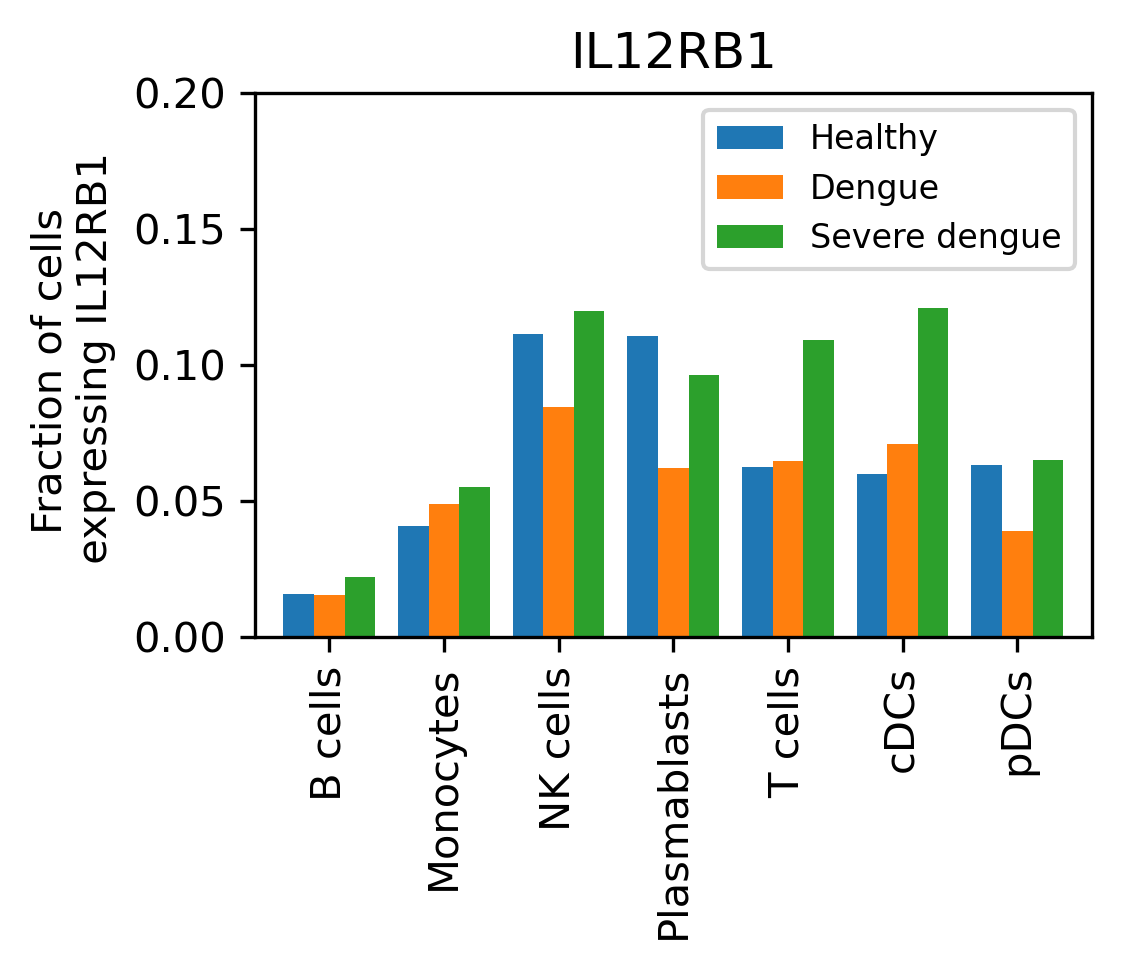 IL12RB1
0.20
0.15
0.10
0.05
0.00
Fraction of cells
expressing IL12RB1
Healthy
Dengue
Severe dengue
B cells
Monocytes
NK cells
Plasmablasts
T cells
cDCs
pDCs